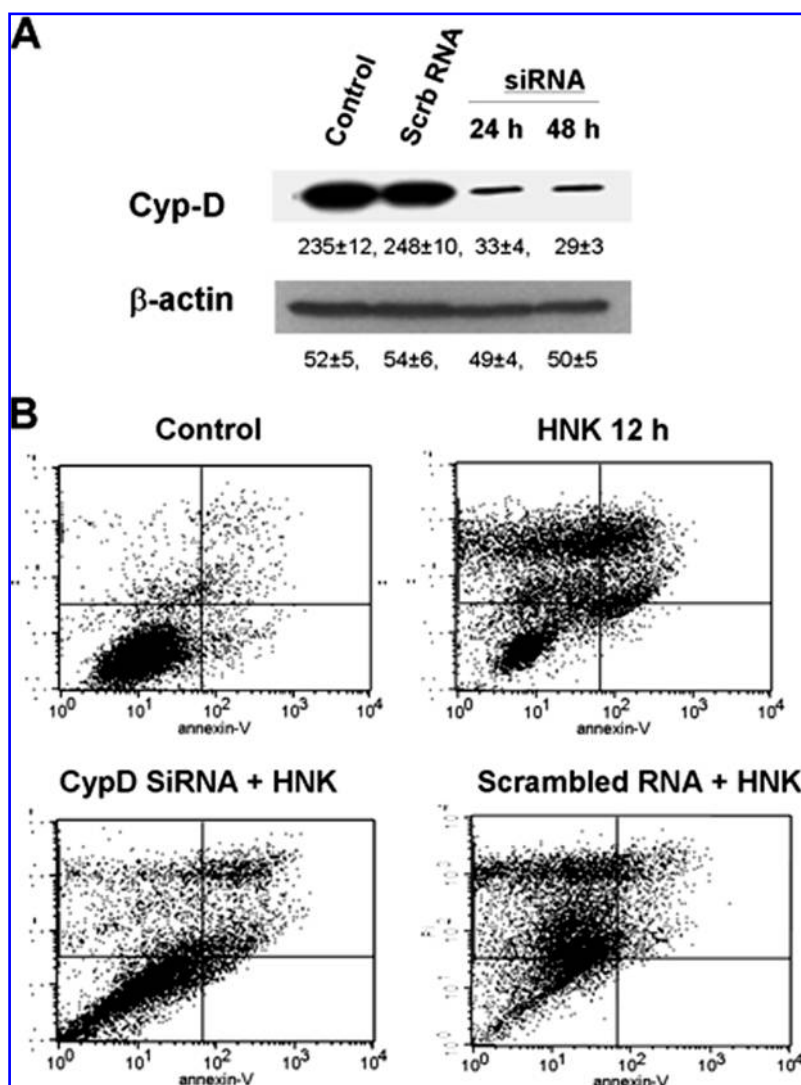 A
Control
Scrb RNA
siRNA
24 h 48 h
Cyp-D
235±12, 248±10, 33±4, 29±3
β-actin
52±5, 54±6, 49±4, 50±5
B
Control
HNK 12 h
10⁰ 10¹ 10² 10³ 10⁴
annexin-V
10⁰ 10¹ 10² 10³ 10⁴
annexin-V
CypD SiRNA + HNK
Scrambled RNA + HNK
10⁰ 10¹ 10² 10³ 10⁴
annexin-V
10⁰ 10¹ 10² 10³ 10⁴
annexin-V